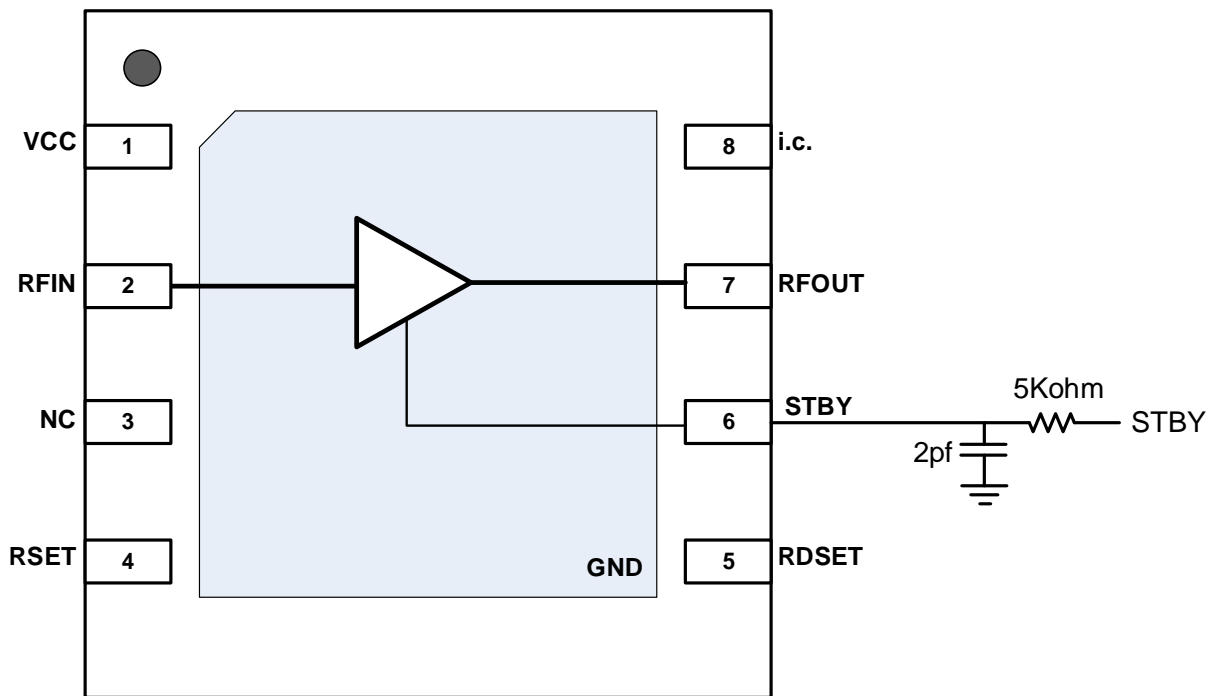 VCC 1 8 i.c.
RFIN 2 7 RFOUT
5Kohm
NC 3 6 STBY STBY
2pf
RSET 4 GND 5 RDSET